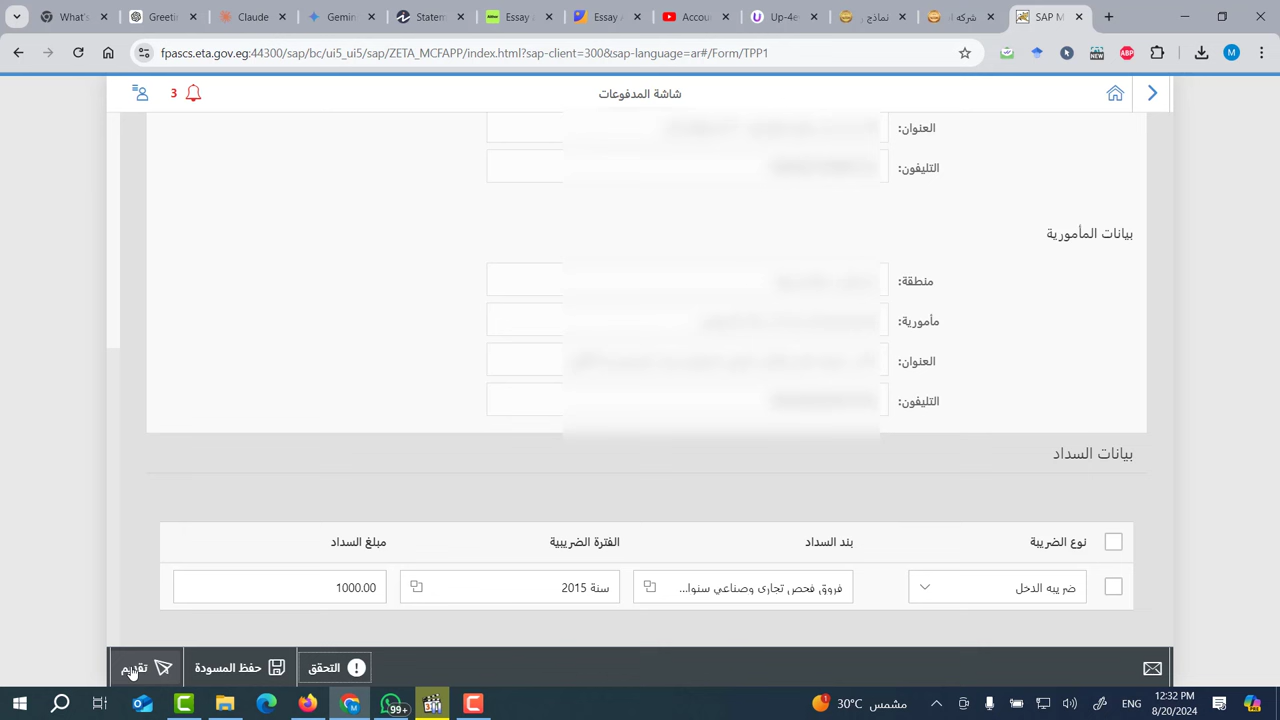 What's
Greeti
Claude
Gemin
Statem
Essay
Essay
Accou
Up-4e
نماذج
شركه ا
SAP M
fpascs.eta.gov.eg:44300/sap/bc/ui5_ui5/sap/ZETA_MCFAPP/index.html?sap-client=300&sap-language=ar#/Form/TPP1
NEW
ABP
M
3
شاشة المدفوعات
العنوان:
التليفون:
بيانات المأمورية
منطقة:
مأمورية:
العنوان:
التليفون:
بيانات السداد
نوع الضريبة
بند السداد
الفترة الضريبية
مبلغ السداد
ضريبه الدخل
فروق فحص تجاري وصناعي سنوا...
سنة 2015
1000.00
التحقق
حفظ المسودة
تقديم
99+
30°
مشمس
ENG
12:32 PM
8/20/2024